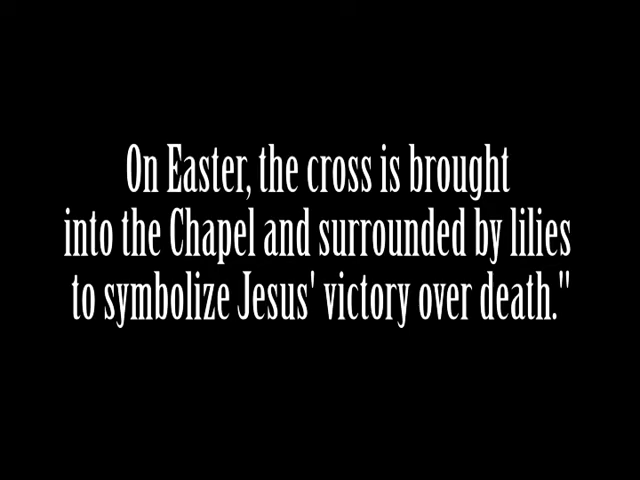 On Easter, the cross is brought
into the Chapel and surrounded by lilies
to symbolize Jesus' victory over death."